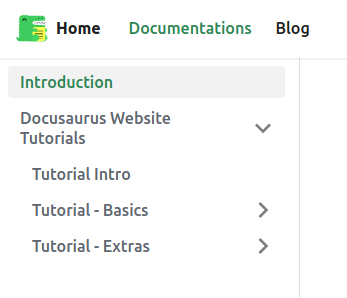 Home Documentations Blog
Introduction
Docusaurus Website
Tutorials
Tutorial Intro
Tutorial - Basics
Tutorial - Extras